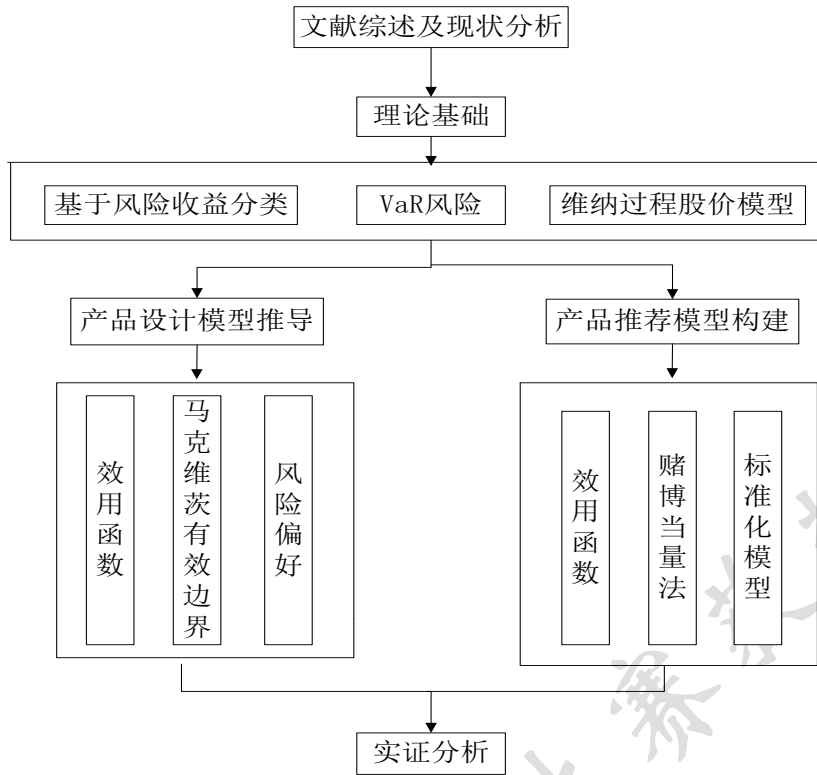 文献综述及现状分析
理论基础
基于风险收益分类
VaR风险
维纳过程股价模型
产品设计模型推导
产品推荐模型构建
效用函数
马克维茨有效边界
风险偏好
效用函数
赌博当量法
标准化模型
赛
实证分析